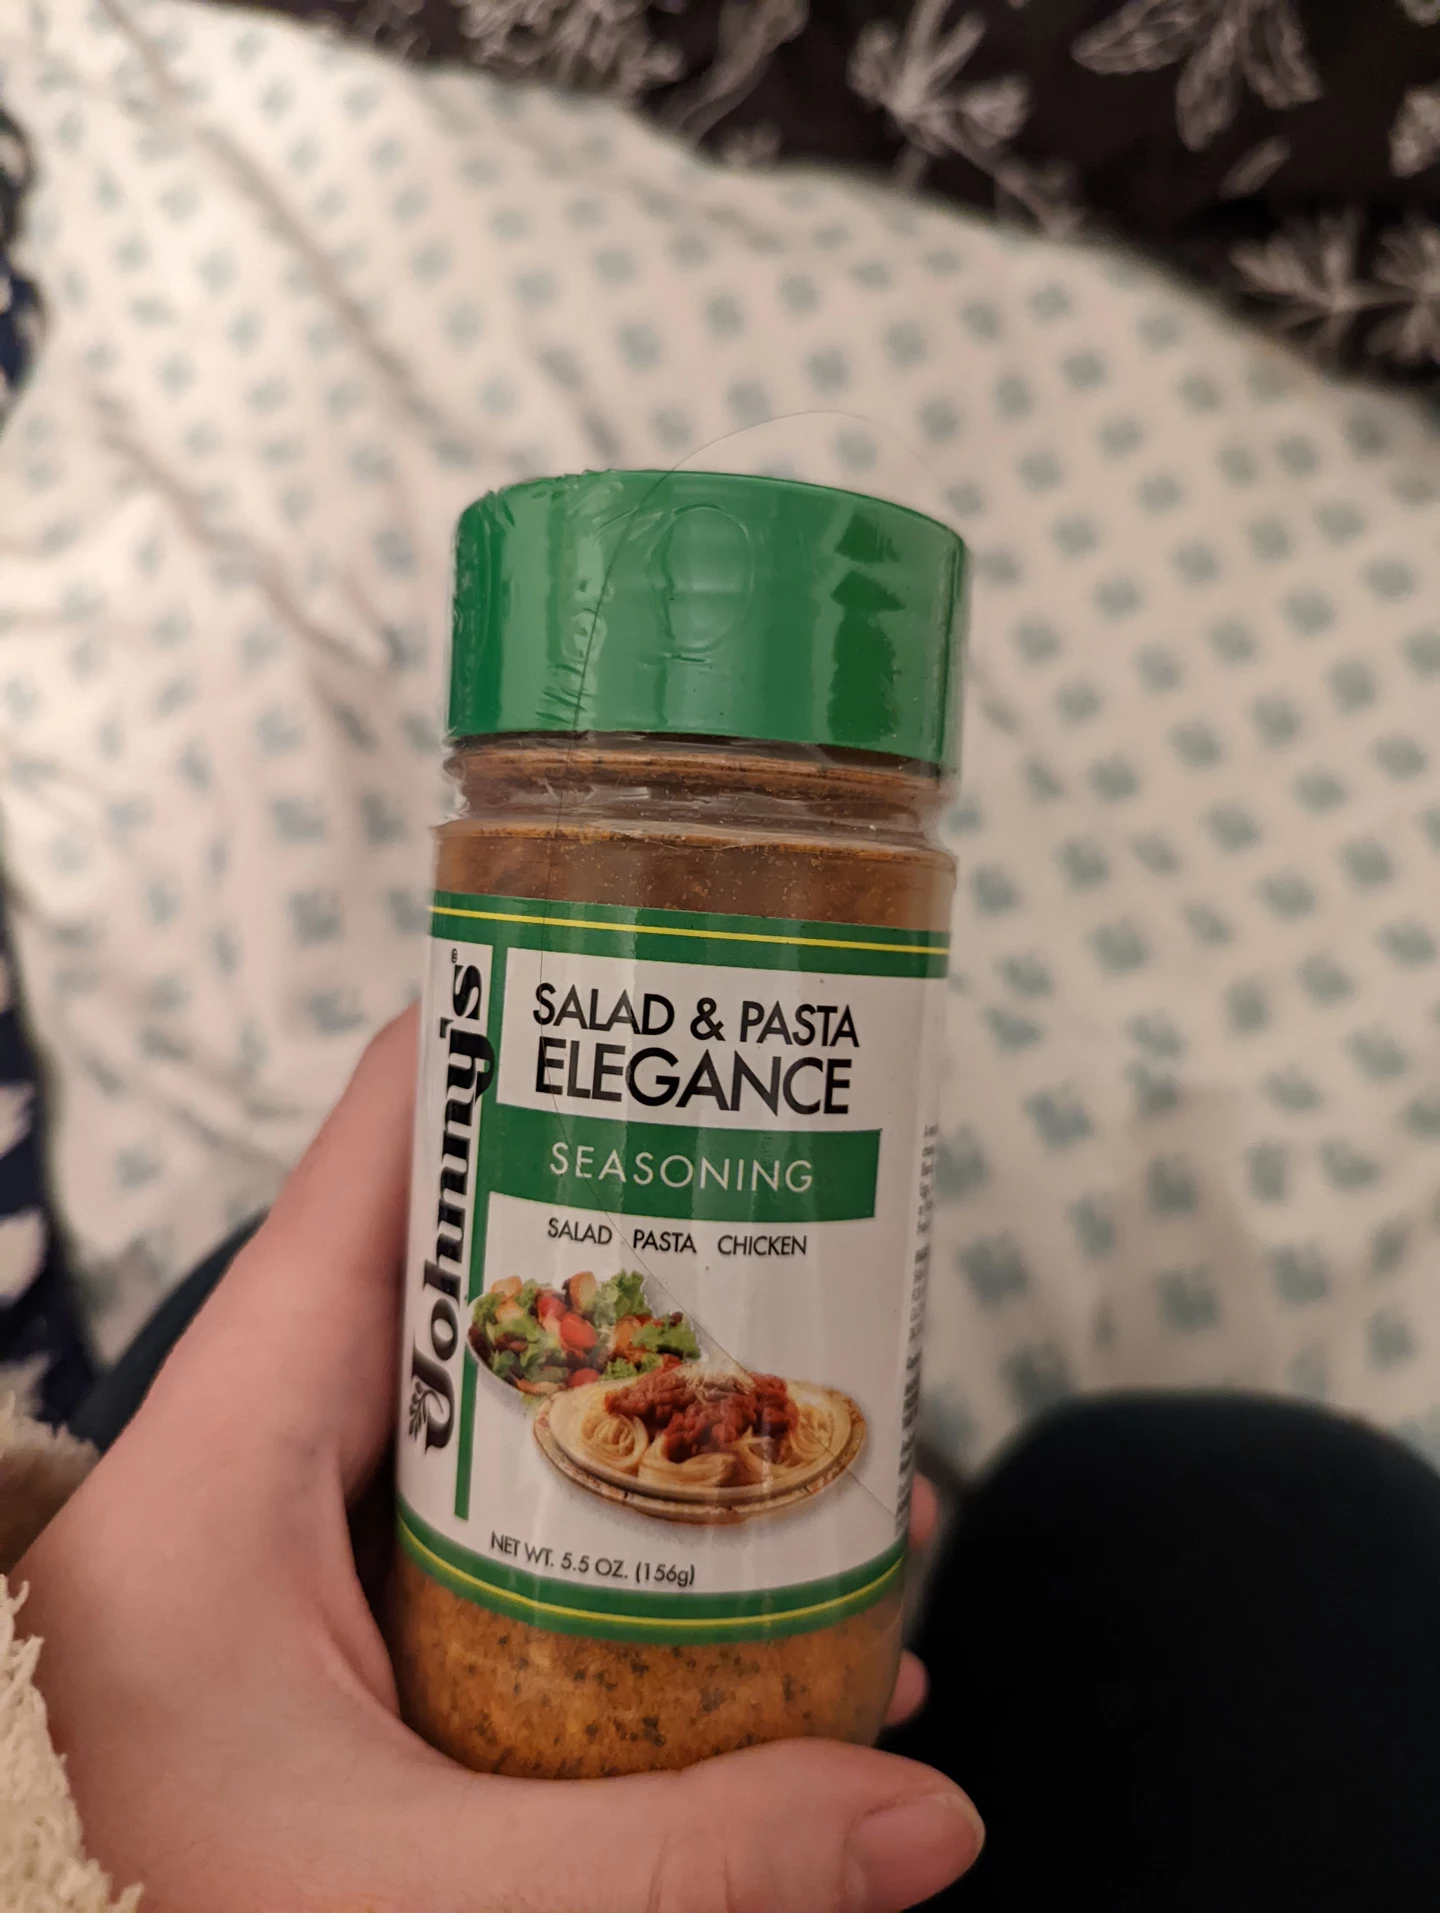 Johnny's®
SALAD & PASTA
ELEGANCE
SEASONING
SALAD PASTA CHICKEN
NET WT. 5.5 OZ. (156g)